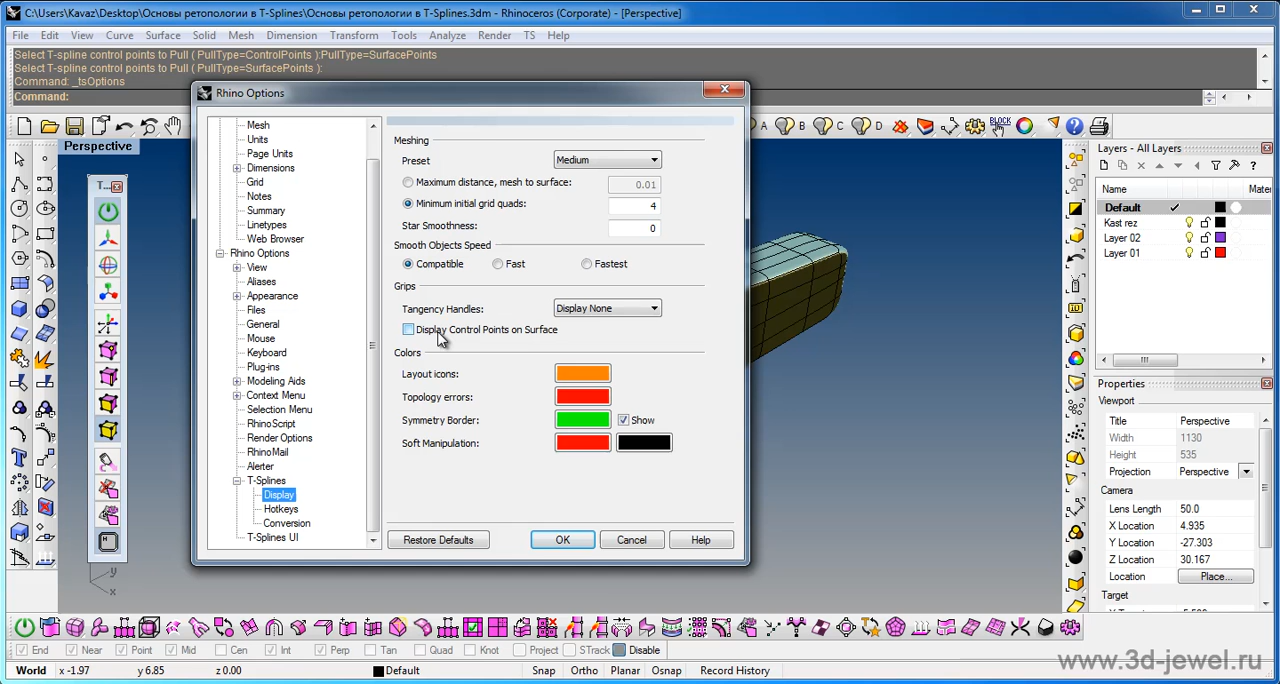 C:\Users\Kavaz\Desktop\Основы ретопологии в T-Splines\Основы ретопологии в T-Splines.3dm - Rhinoceros (Corporate) - [Perspective]
File Edit View Curve Surface Solid Mesh Dimension Transform Tools Analyze Render TS Help
Select T-spline control points to Pull ( PullType=ControlPoints ):PullType=SurfacePoints
Select T-spline control points to Pull ( PullType=SurfacePoints ):
Command: _tsOptions
Command:
Rhino Options
A B C D BLOCK
Perspective
T...
Mesh
Units
Page Units
Dimensions
Grid
Notes
Summary
Linetypes
Web Browser
Rhino Options
View
Aliases
Appearance
Files
General
Mouse
Keyboard
Plug-ins
Modeling Aids
Context Menu
Selection Menu
RhinoScript
Render Options
RhinoMail
Alerter
T-Splines
Display
Hotkeys
Conversion
T-Splines UI
Meshing
Preset Medium
Maximum distance, mesh to surface: 0.01
Minimum initial grid quads: 4
Star Smoothness: 0
Smooth Objects Speed
Compatible Fast Fastest
Grips
Tangency Handles: Display None
Display Control Points on Surface
Colors
Layout icons:
Topology errors:
Symmetry Border: Show
Soft Manipulation:
Restore Defaults OK Cancel Help
Layers - All Layers
Name Mater
Default
Kast rez
Layer 02
Layer 01
Properties
Viewport
Title Perspective
Width 1130
Height 535
Projection Perspective
Camera
Lens Length 50.0
X Location 4.935
Y Location -27.303
Z Location 30.167
Location Place...
Target
y
x
H
End Near Point Mid Cen Int Perp Tan Quad Knot Project STrack Disable
World x -1.97 y 6.85 z 0.00 Default Snap Ortho Planar Osnap Record History
www.3d-jewel.ru